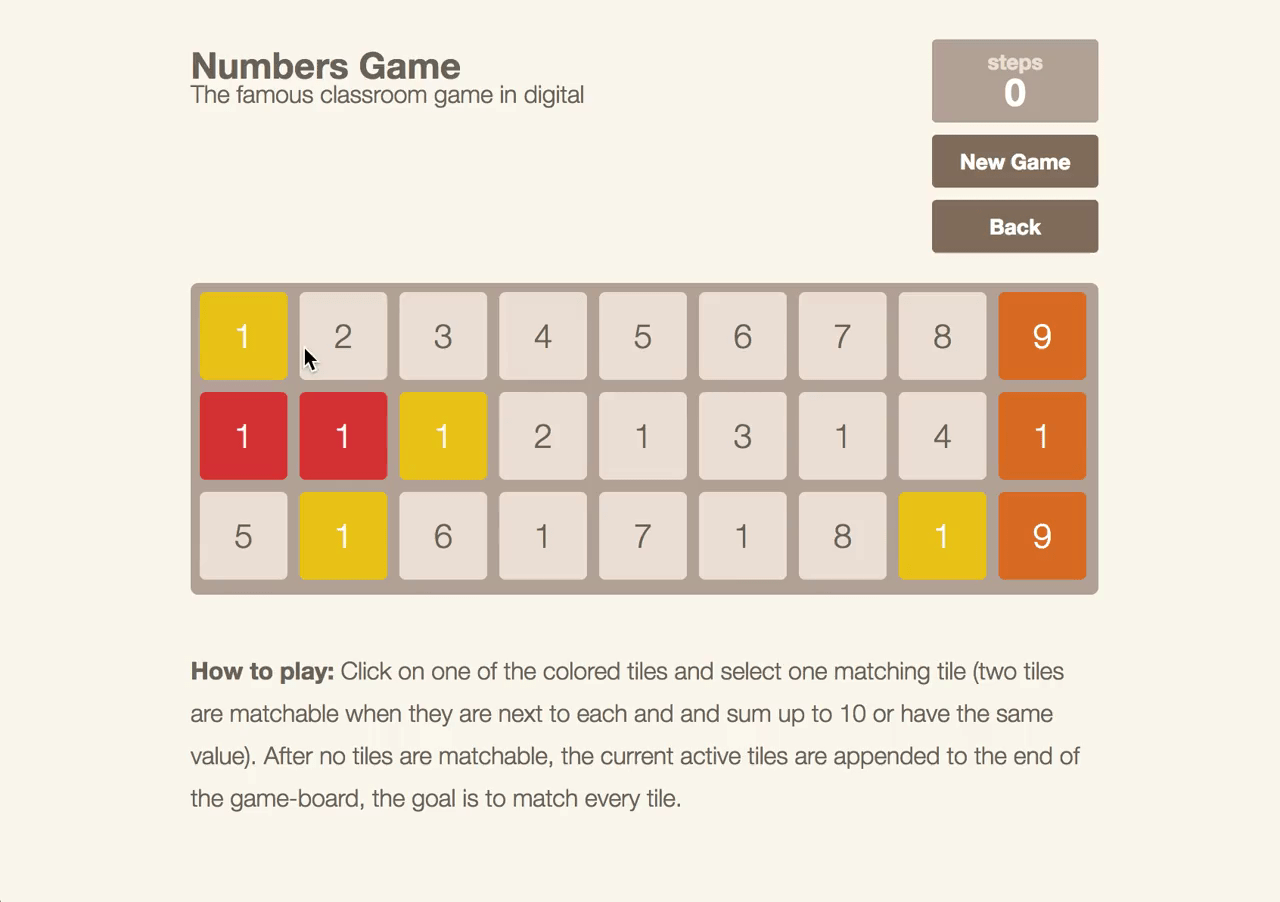 Numbers Game
The famous classroom game in digital
steps
0
New Game
Back
1 2 3 4 5 6 7 8 9
1 1 1 2 1 3 1 4 1
5 1 6 1 7 1 8 1 9
How to play: Click on one of the colored tiles and select one matching tile (two tiles
are matchable when they are next to each and and sum up to 10 or have the same
value). After no tiles are matchable, the current active tiles are appended to the end of
the game-board, the goal is to match every tile.